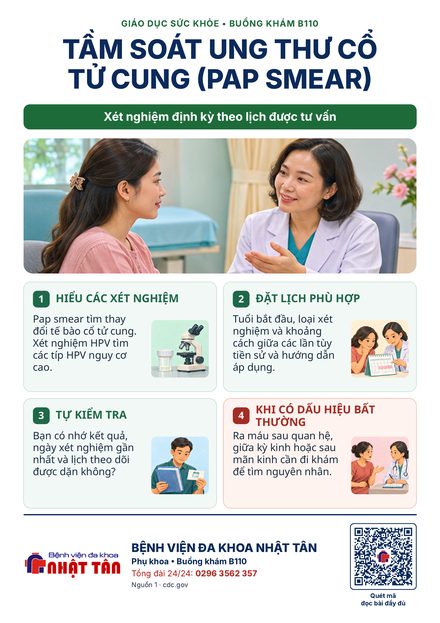 GIÁO DỤC SỨC KHỎE • BUỒNG KHÁM B110
TẦM SOÁT UNG THƯ CỔ
TỬ CUNG (PAP SMEAR)
Xét nghiệm định kỳ theo lịch được tư vấn
1 HIỂU CÁC XÉT NGHIỆM
Pap smear tìm thay
đổi tế bào cổ tử cung.
Xét nghiệm HPV tìm
các típ HPV nguy cơ
cao.
2 ĐẶT LỊCH PHÙ HỢP
Tuổi bắt đầu, loại xét
nghiệm và khoảng
cách giữa các lần tùy
tiền sử và hướng dẫn
áp dụng.
3 TỰ KIỂM TRA
Bạn có nhớ kết quả,
ngày xét nghiệm gần
nhất và lịch theo dõi
được dặn không?
4 KHI CÓ DẤU HIỆU BẤT
THƯỜNG
Ra máu sau quan hệ,
giữa kỳ kinh hoặc sau
mãn kinh cần đi khám
để tìm nguyên nhân.
Bệnh viện đa khoa
NHẬT TÂN
BỆNH VIỆN ĐA KHOA NHẬT TÂN
Phụ khoa • Buồng khám B110
Tổng đài 24/24: 0296 3562 357
Nguồn 1 · cdc.gov
Quét mã
đọc bài đầy đủ